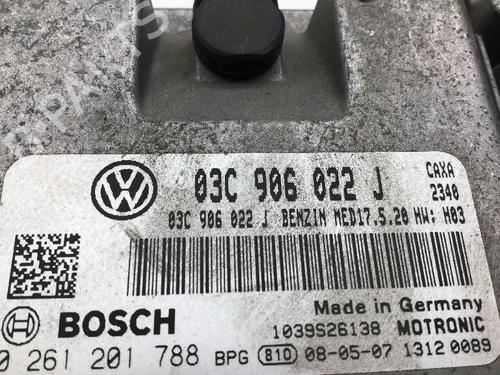 03C 906 022 J CAXA
2340
03C 906 022 J BENZIN MED17.5.20 HW: H03
Made in Germany
BOSCH 1039S26138 MOTRONIC
0 261 201 788 BPG 810 08-05-07 1312 0089